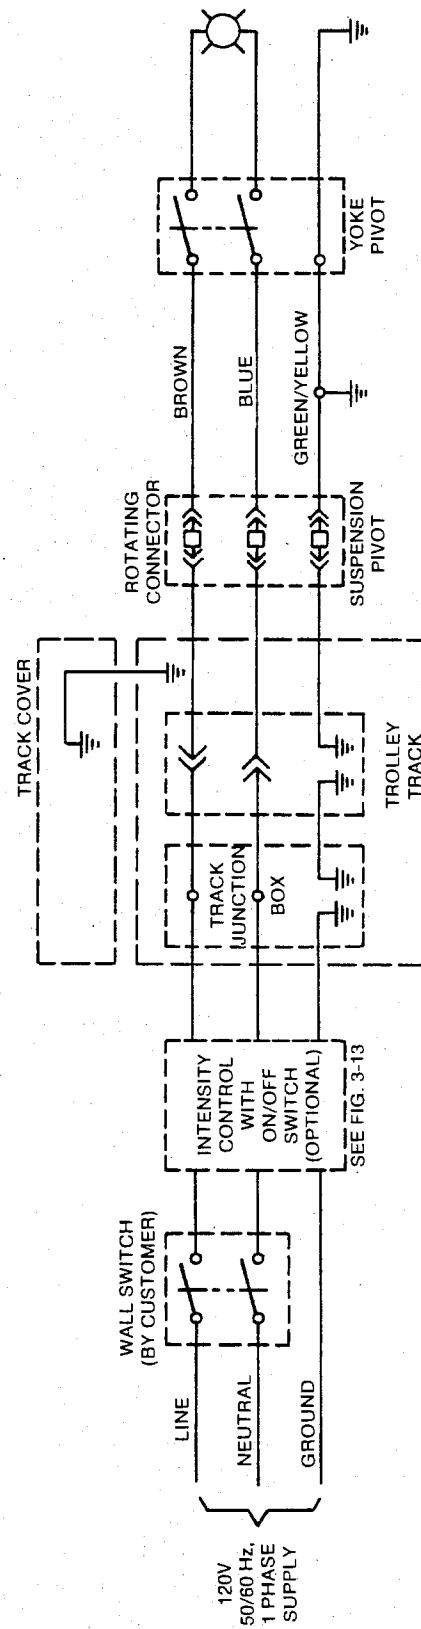 120V
50/60 Hz,
1 PHASE
SUPPLY
LINE
NEUTRAL
GROUND
WALL SWITCH
(BY CUSTOMER)
INTENSITY
CONTROL
WITH
ON/OFF
SWITCH
(OPTIONAL)
SEE FIG. 3-13
TRACK COVER
TRACK
JUNCTION
BOX
TROLLEY
TRACK
ROTATING
CONNECTOR
SUSPENSION
PIVOT
BROWN
BLUE
GREEN/YELLOW
YOKE
PIVOT